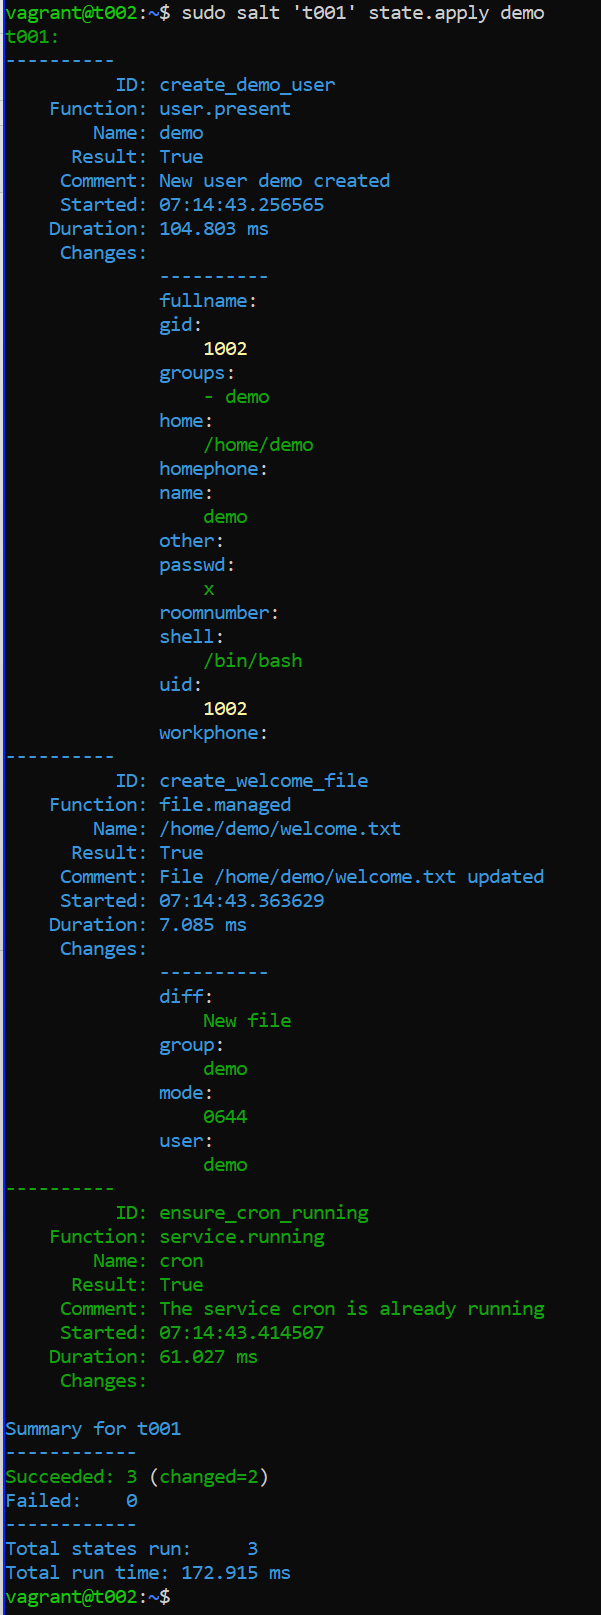 vagrant@t002:~$ sudo salt 't001' state.apply demo
t001:
----------
          ID: create_demo_user
    Function: user.present
        Name: demo
      Result: True
     Comment: New user demo created
     Started: 07:14:43.256565
    Duration: 104.803 ms
     Changes:
              ----------
              fullname:
              gid:
                  1002
              groups:
                  - demo
              home:
                  /home/demo
              homephone:
              name:
                  demo
              other:
              passwd:
                  x
              roomnumber:
              shell:
                  /bin/bash
              uid:
                  1002
              workphone:
----------
          ID: create_welcome_file
    Function: file.managed
        Name: /home/demo/welcome.txt
      Result: True
     Comment: File /home/demo/welcome.txt updated
     Started: 07:14:43.363629
    Duration: 7.085 ms
     Changes:
              ----------
              diff:
                  New file
              group:
                  demo
              mode:
                  0644
              user:
                  demo
----------
          ID: ensure_cron_running
    Function: service.running
        Name: cron
      Result: True
     Comment: The service cron is already running
     Started: 07:14:43.414507
    Duration: 61.027 ms
     Changes:

Summary for t001
------------
Succeeded: 3 (changed=2)
Failed:    0
------------
Total states run:     3
Total run time: 172.915 ms
vagrant@t002:~$